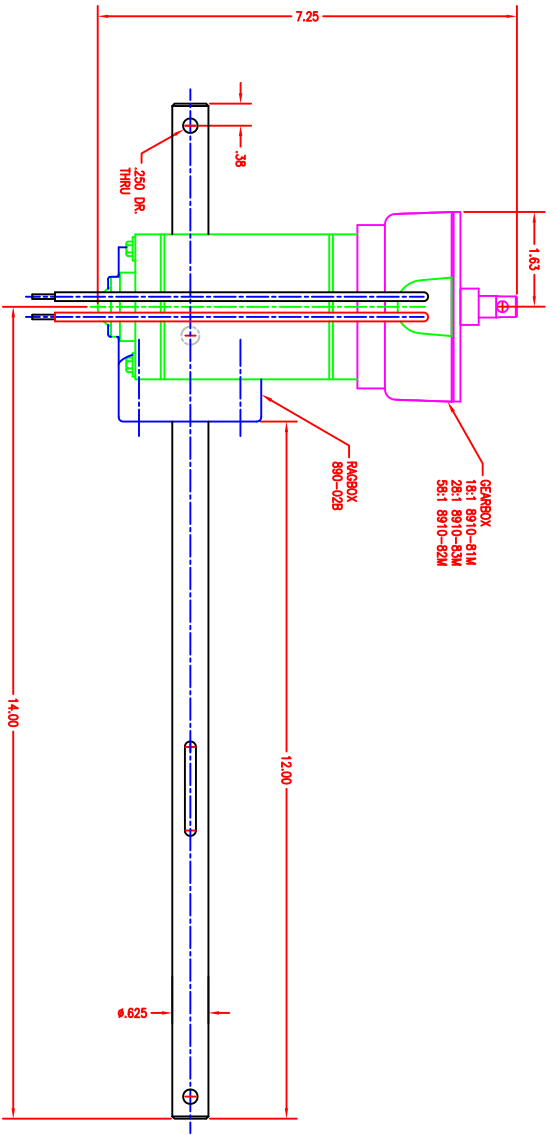 7.25
.38
.250 DR.
THRU
1.63
GEARBOX
18:1 8910-81M
28:1 8910-83M
58:1 8910-82M
RAGBOX
890-02B
12.00
14.00
ø.625